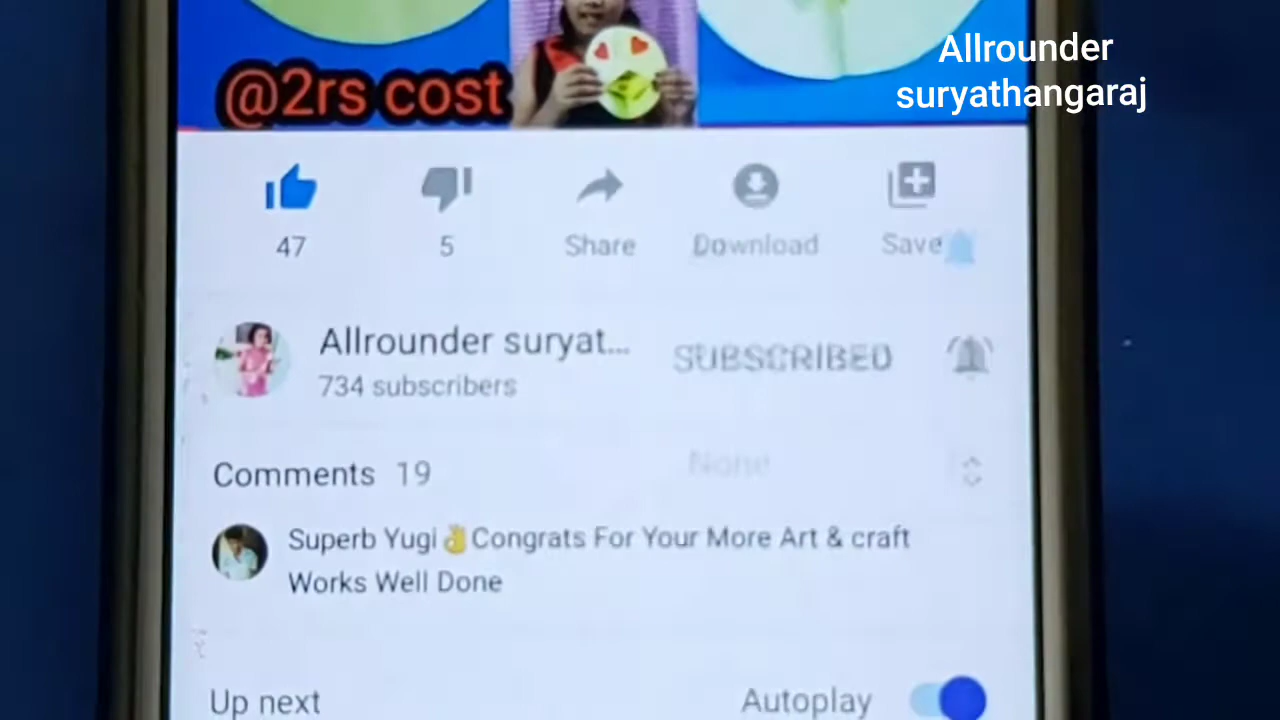 Allrounder
suryathangaraj
@2rs cost
47
5
Share
Download
Save
Allrounder suryat...
734 subscribers
SUBSCRIBED
Comments 19
None
Superb Yugi👌Congrats For Your More Art & craft
Works Well Done
Up next
Autoplay